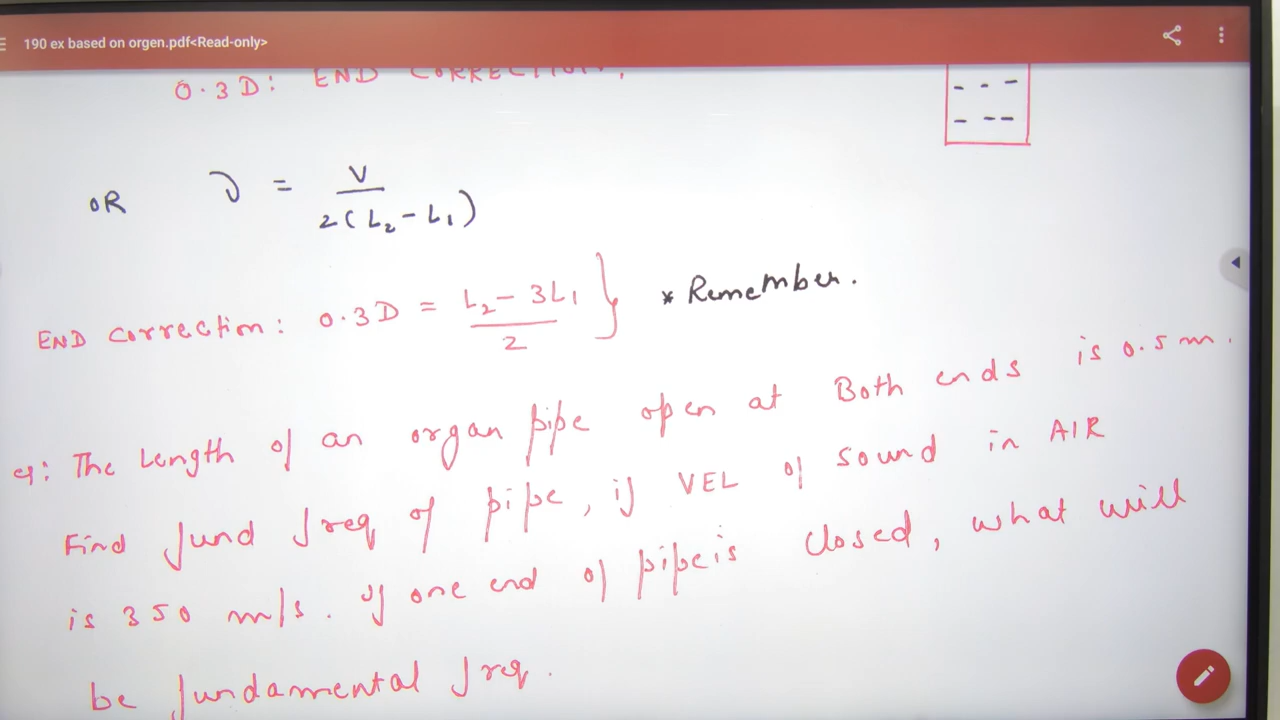 190 ex based on orgen.pdf<Read-only>
0.3D: END CORRECTION.
OR ν = V / 2(L₂ - L₁)
END correction: 0.3D = (L₂ - 3L₁) / 2 } * Remember.
q: The Length of an organ pipe open at Both ends is 0.5m.
Find fund freq of pipe, if VEL of sound in AIR
is 350 m/s. if one end of pipe is closed, what will
be fundamental freq.